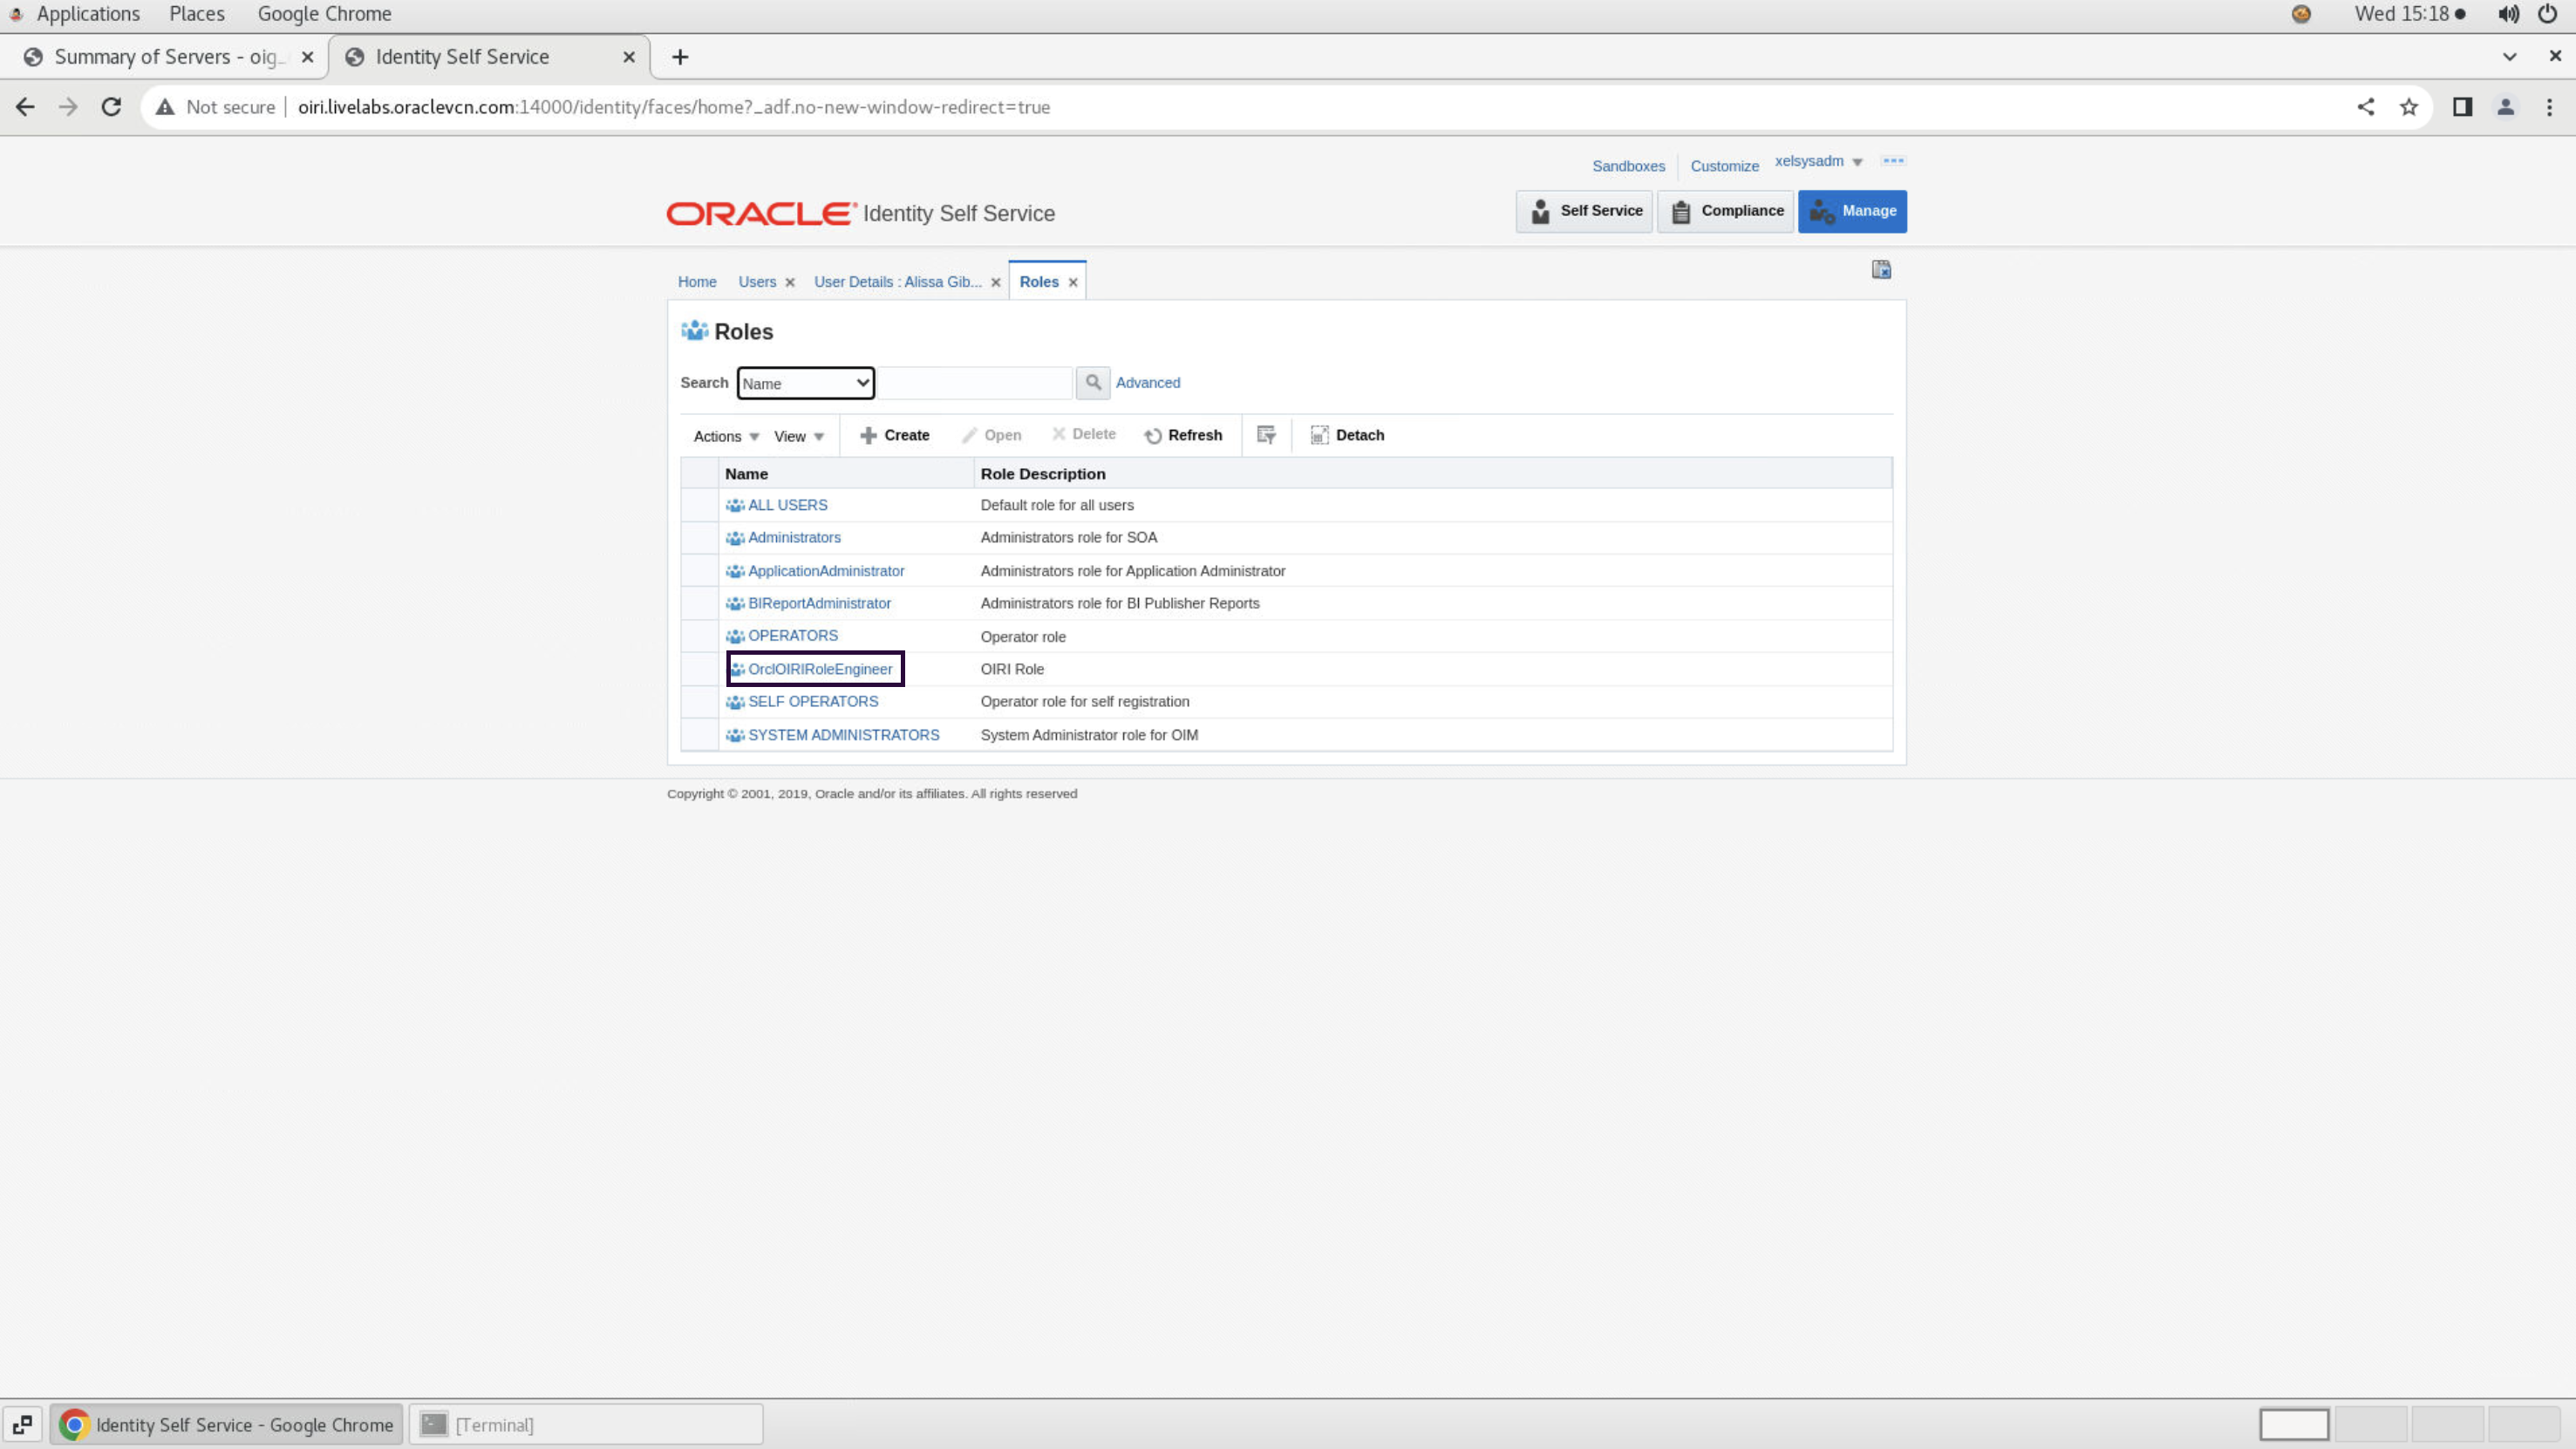 Applications Places Google Chrome Wed 15:18
Summary of Servers - oig_ Identity Self Service
Not secure oiri.livelabs.oraclevcn.com:14000/identity/faces/home?_adf.no-new-window-redirect=true
Sandboxes Customize xelsysadm
ORACLE Identity Self Service Self Service Compliance Manage
Home Users User Details : Alissa Gib... Roles
Roles
Search Name Advanced
Actions View Create Open Delete Refresh Detach
Name Role Description
ALL USERS Default role for all users
Administrators Administrators role for SOA
ApplicationAdministrator Administrators role for Application Administrator
BIReportAdministrator Administrators role for BI Publisher Reports
OPERATORS Operator role
OrclOIRIRoleEngineer OIRI Role
SELF OPERATORS Operator role for self registration
SYSTEM ADMINISTRATORS System Administrator role for OIM
Copyright © 2001, 2019, Oracle and/or its affiliates. All rights reserved
Identity Self Service - Google Chrome [Terminal]